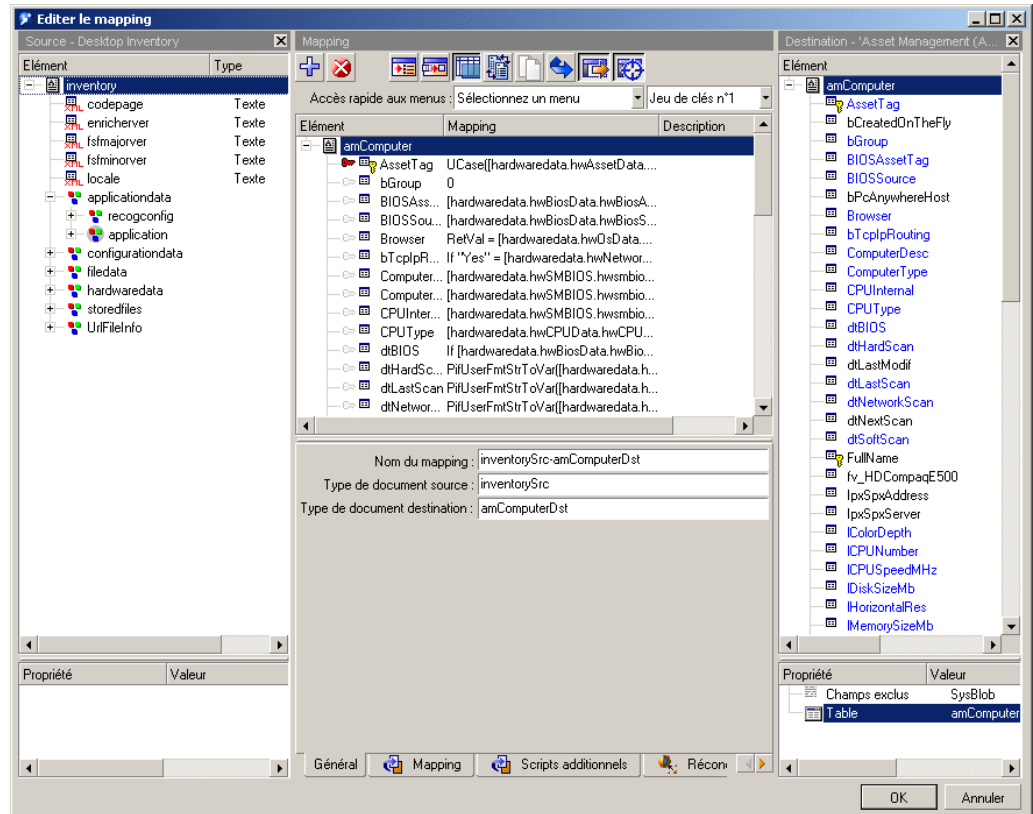 Editer le mapping
Source - Desktop Inventory
Elément Type
inventory
codepage Texte
enricherver Texte
fsfmajorver Texte
fsfminorver Texte
locale Texte
applicationdata
recogconfig
application
configurationdata
filedata
hardwaredata
storedfiles
UrlFileInfo
Propriété Valeur
Mapping
Accès rapide aux menus : Sélectionnez un menu Jeu de clés n°1
Elément Mapping Description
amComputer
AssetTag UCase([hardwaredata.hwAssetData....
bGroup 0
BIOSAss... [hardwaredata.hwBiosData.hwBiosA...
BIOSSou... [hardwaredata.hwBiosData.hwBiosS...
Browser RetVal = [hardwaredata.hwOsData....
bTcpIpR... If "Yes" = [hardwaredata.hwNetwor...
Computer... [hardwaredata.hwSMBIOS.hwsmbio...
Computer... [hardwaredata.hwSMBIOS.hwsmbio...
CPUInter... [hardwaredata.hwSMBIOS.hwsmbio...
CPUType [hardwaredata.hwCPUData.hwCPU...
dtBIOS If [hardwaredata.hwBiosData.hwBio...
dtHardSc... PifUserFmtStrToVar([hardwaredata.h...
dtLastScan PifUserFmtStrToVar([hardwaredata.h...
dtNetwor... PifUserFmtStrToVar([hardwaredata.h...
Nom du mapping : inventorySrc-amComputerDst
Type de document source : inventorySrc
Type de document destination : amComputerDst
Général Mapping Scripts additionnels Récon
Destination - 'Asset Management (A...
Elément
amComputer
AssetTag
bCreatedOnTheFly
bGroup
BIOSAssetTag
BIOSSource
bPcAnywhereHost
Browser
bTcpIpRouting
ComputerDesc
ComputerType
CPUInternal
CPUType
dtBIOS
dtHardScan
dtLastModif
dtLastScan
dtNetworkScan
dtNextScan
dtSoftScan
FullName
fv_HDCompaqE500
IpxSpxAddress
IpxSpxServer
lColorDepth
lCPUNumber
lCPUSpeedMHz
lDiskSizeMb
lHorizontalRes
lMemorySizeMb
Propriété Valeur
Champs exclus SysBlob
Table amComputer
OK Annuler